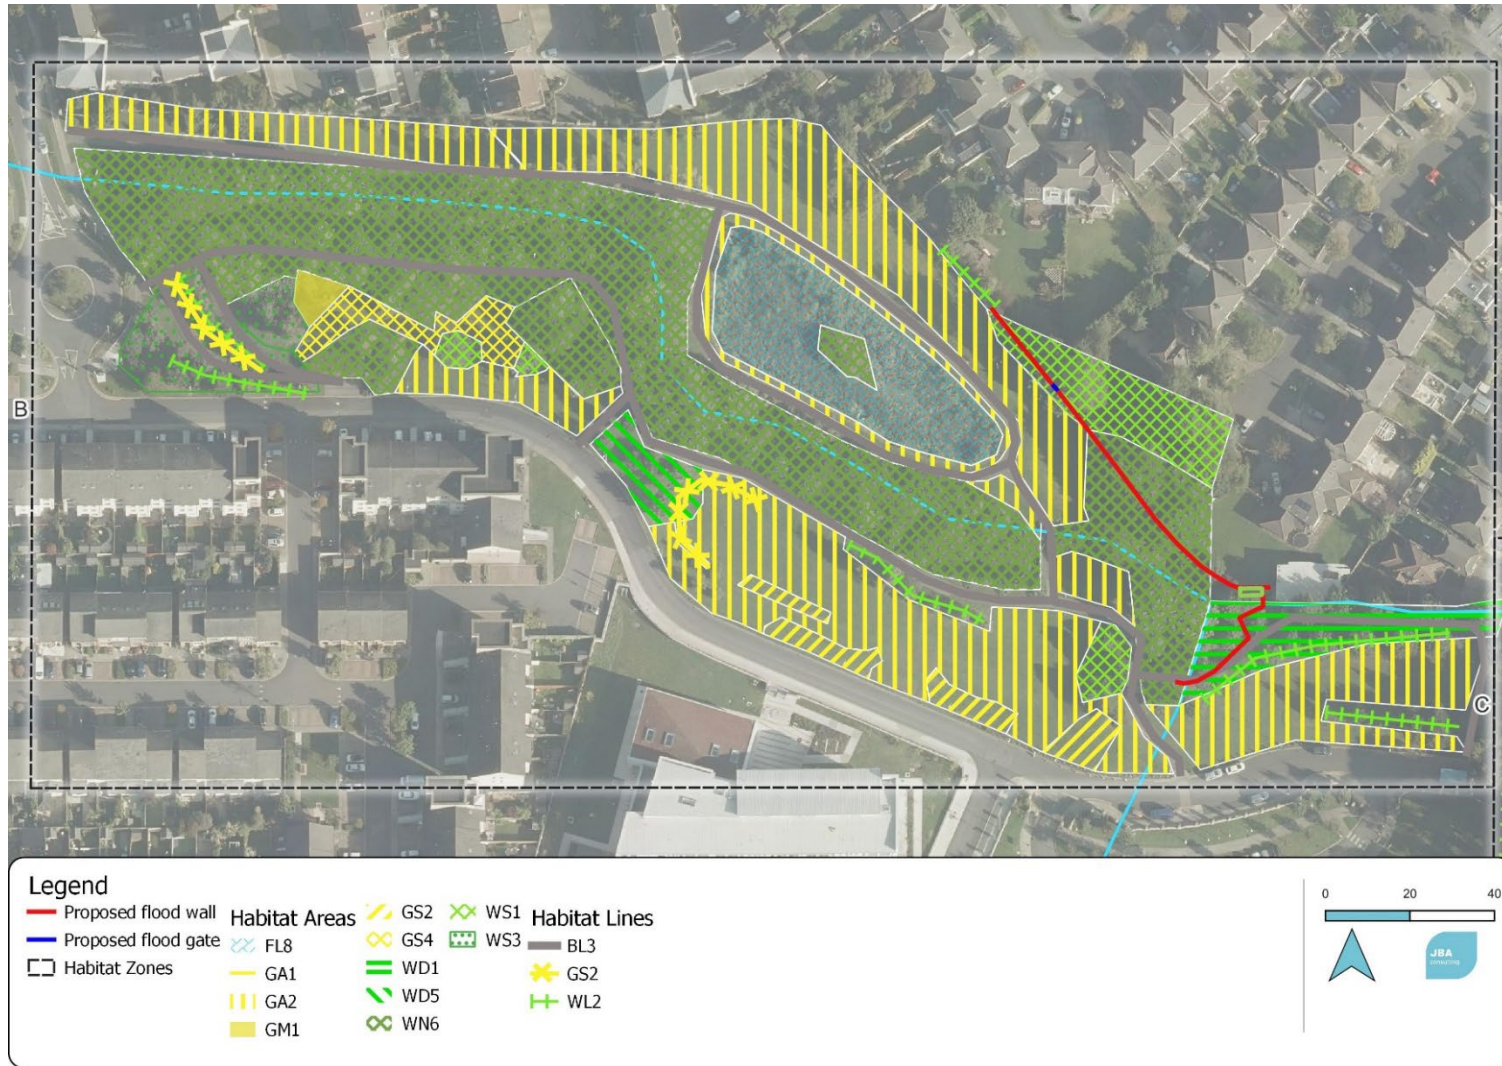 B
C
Legend
Proposed flood wall
Proposed flood gate
Habitat Zones
Habitat Areas
FL8
GA1
GA2
GM1
GS2
GS4
WD1
WD5
WN6
WS1
WS3
Habitat Lines
BL3
GS2
WL2
0 20 40
JBA
consulting